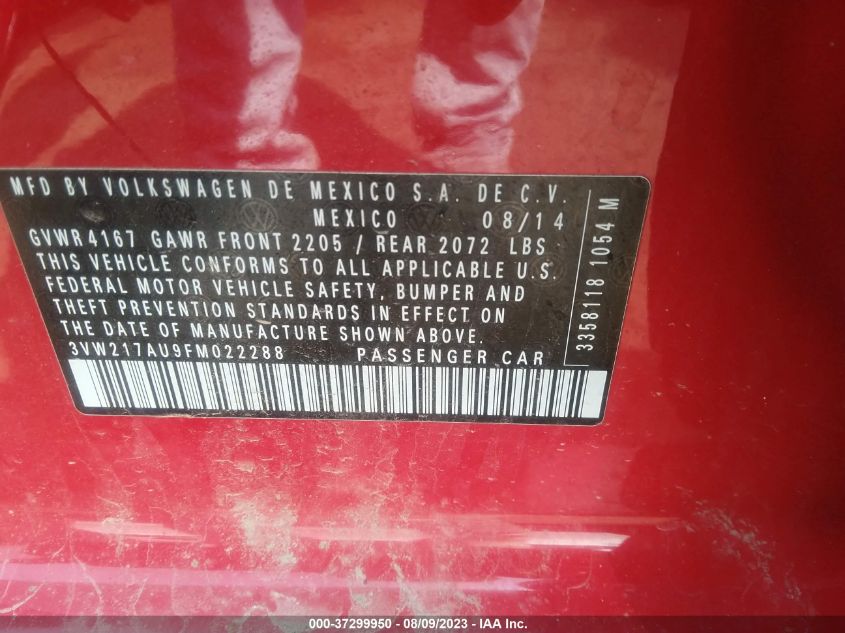 MFD BY VOLKSWAGEN DE MEXICO S.A. DE C.V.
MEXICO 08/14
GVWR 4167 GAWR FRONT 2205 / REAR 2072 LBS
THIS VEHICLE CONFORMS TO ALL APPLICABLE U.S.
FEDERAL MOTOR VEHICLE SAFETY, BUMPER AND
THEFT PREVENTION STANDARDS IN EFFECT ON
THE DATE OF MANUFACTURE SHOWN ABOVE.
3VW217AU9FM022288 PASSENGER CAR
3358118 1054 M
000-37299950 - 08/09/2023 - IAA Inc.